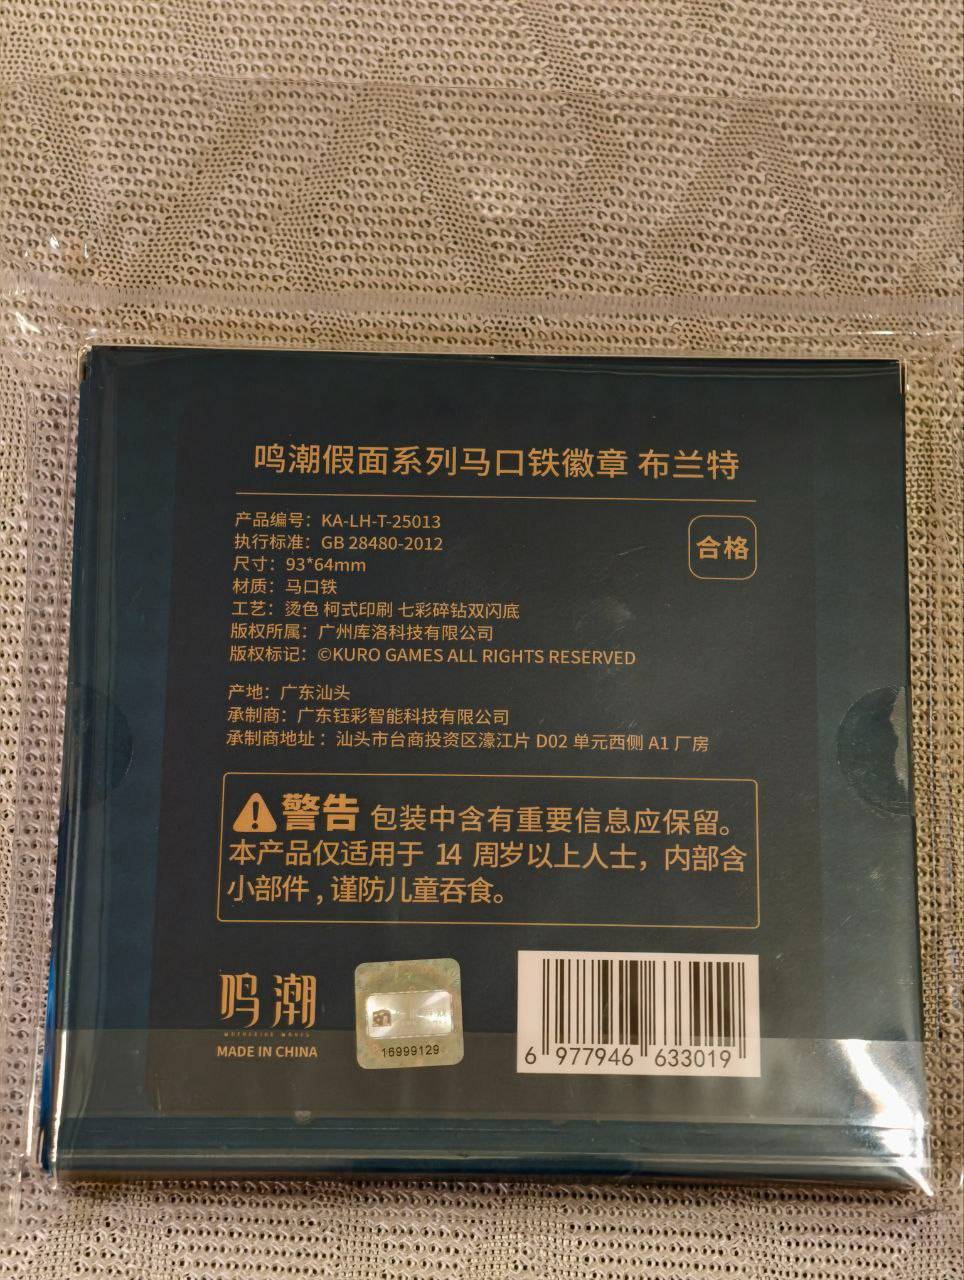 鸣潮假面系列马口铁徽章 布兰特
产品编号：KA-LH-T-25013
执行标准：GB 28480-2012
尺寸：93*64mm
材质：马口铁
工艺：烫色 柯式印刷 七彩碎钻双闪底
版权所属：广州库洛科技有限公司
版权标记：©KURO GAMES ALL RIGHTS RESERVED
合格
产地：广东汕头
承制商：广东钰彩智能科技有限公司
承制商地址：汕头市台商投资区濠江片 D02 单元西侧 A1 厂房
警告 包装中含有重要信息应保留。
本产品仅适用于 14 周岁以上人士，内部含
小部件，谨防儿童吞食。
鸣潮
WUTHERING WAVES
MADE IN CHINA
16999129
6 977946 633019